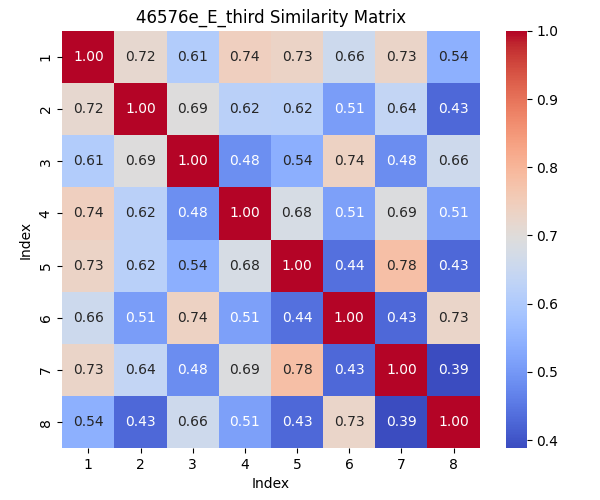 46576e_E_third Similarity Matrix
1 1.00 0.72 0.61 0.74 0.73 0.66 0.73 0.54
2 0.72 1.00 0.69 0.62 0.62 0.51 0.64 0.43
3 0.61 0.69 1.00 0.48 0.54 0.74 0.48 0.66
4 0.74 0.62 0.48 1.00 0.68 0.51 0.69 0.51
5 0.73 0.62 0.54 0.68 1.00 0.44 0.78 0.43
6 0.66 0.51 0.74 0.51 0.44 1.00 0.43 0.73
7 0.73 0.64 0.48 0.69 0.78 0.43 1.00 0.39
8 0.54 0.43 0.66 0.51 0.43 0.73 0.39 1.00
1 2 3 4 5 6 7 8
Index
Index
1.0
0.9
0.8
0.7
0.6
0.5
0.4